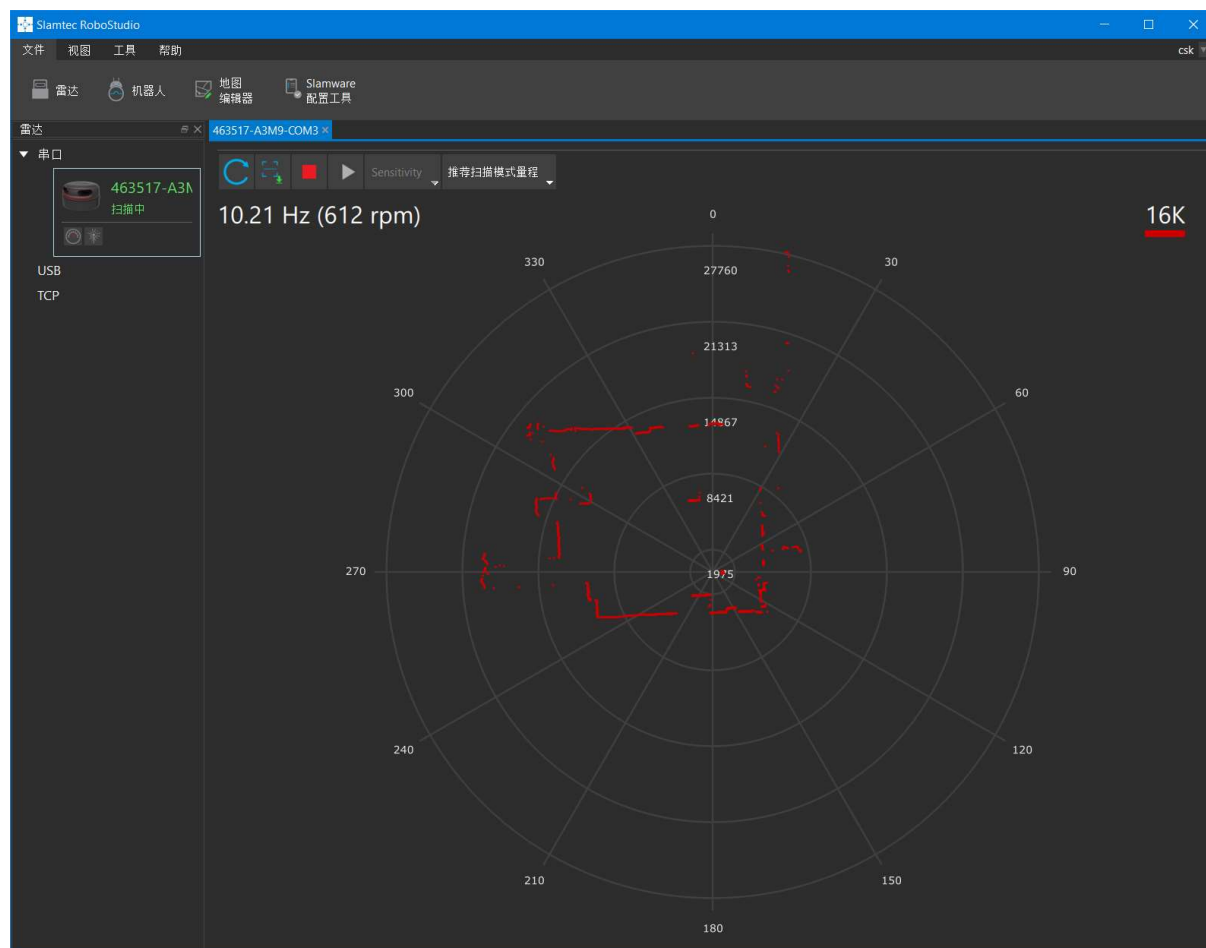 Slamtec RoboStudio
文件 视图 工具 帮助
csk
雷达
机器人
地图
编辑器
Slamware
配置工具
雷达
463517-A3M9-COM3
串口
463517-A3M
扫描中
USB
TCP
Sensitivity
推荐扫描模式量程
10.21 Hz (612 rpm)
16K
0
330
30
27760
21313
300
60
14867
8421
270
1975
90
240
120
210
150
180